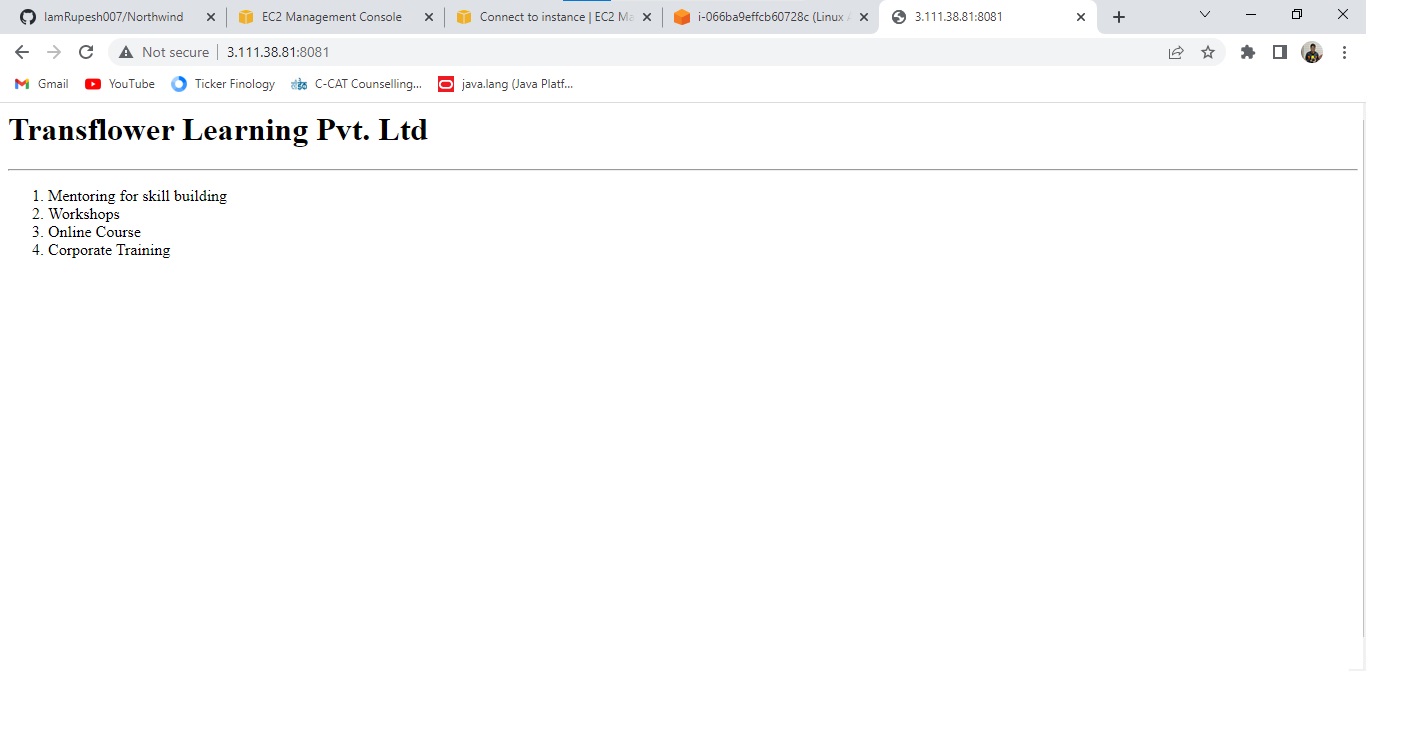 IamRupesh007/Northwind
EC2 Management Console
Connect to instance | EC2 Ma
i-066ba9effcb60728c (Linux
3.111.38.81:8081
Not secure 3.111.38.81:8081
Gmail YouTube Ticker Finology C-CAT Counselling... java.lang (Java Platf...
Transflower Learning Pvt. Ltd
1. Mentoring for skill building
2. Workshops
3. Online Course
4. Corporate Training